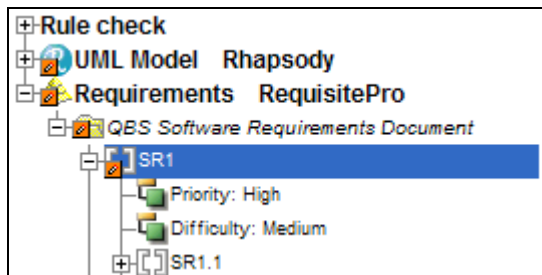 Rule check
UML Model Rhapsody
Requirements RequisitePro
QBS Software Requirements Document
SR1
Priority: High
Difficulty: Medium
SR1.1